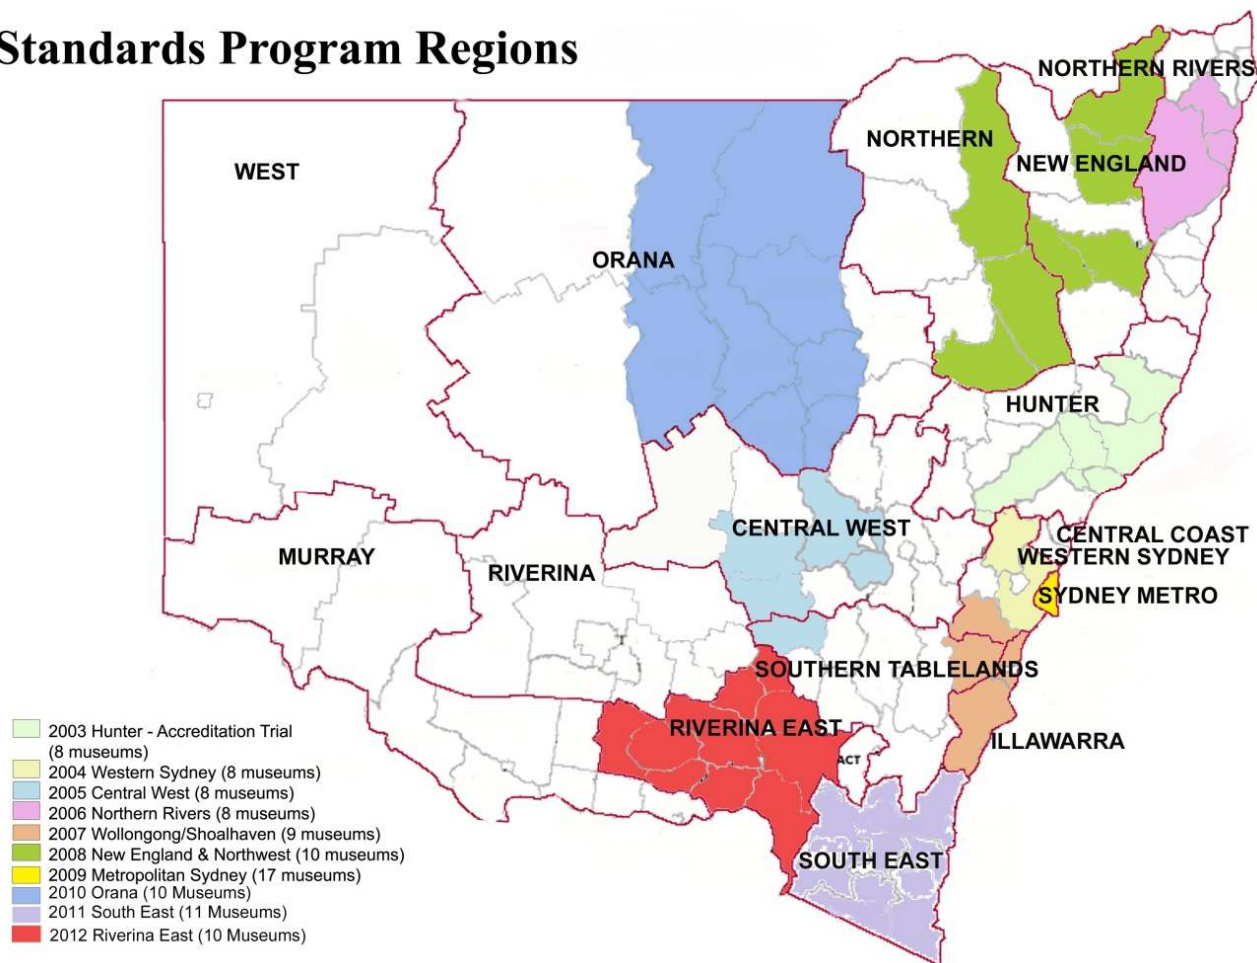 Standards Program Regions
NORTHERN RIVERS
NORTHERN
NEW ENGLAND
WEST
ORANA
HUNTER
CENTRAL WEST
CENTRAL COAST
WESTERN SYDNEY
MURRAY
RIVERINA
SYDNEY METRO
SOUTHERN TABLELANDS
RIVERINA EAST
ILLAWARRA
ACT
SOUTH EAST
2003 Hunter - Accreditation Trial
(8 museums)
2004 Western Sydney (8 museums)
2005 Central West (8 museums)
2006 Northern Rivers (8 museums)
2007 Wollongong/Shoalhaven (9 museums)
2008 New England & Northwest (10 museums)
2009 Metropolitan Sydney (17 museums)
2010 Orana (10 Museums)
2011 South East (11 Museums)
2012 Riverina East (10 Museums)